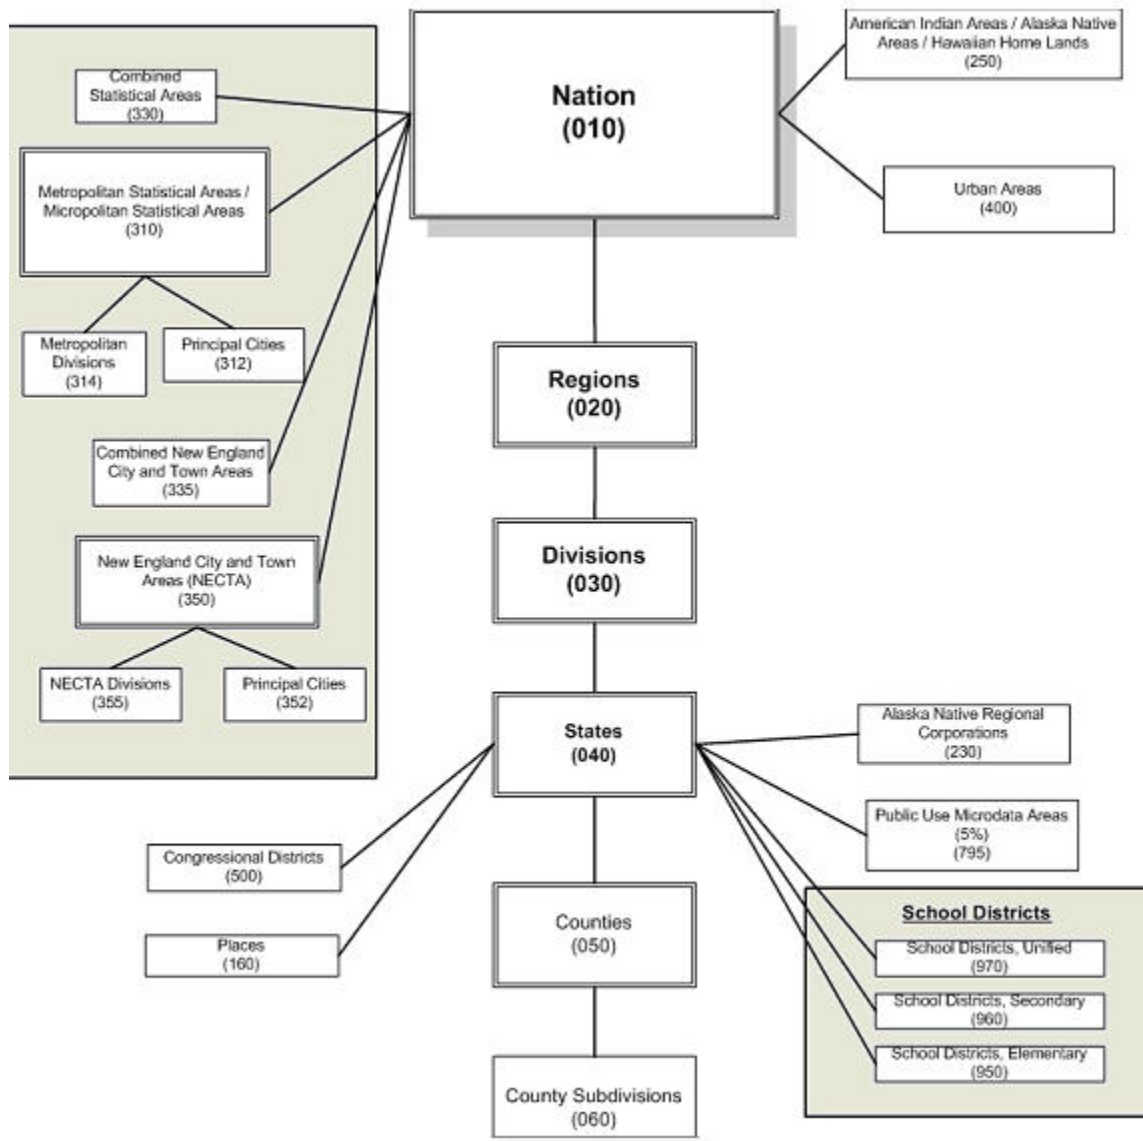 American Indian Areas / Alaska Native
Areas / Hawaiian Home Lands
(250)
Combined
Statistical Areas
(330)
Nation
(010)
Metropolitan Statistical Areas /
Micropolitan Statistical Areas
(310)
Urban Areas
(400)
Metropolitan
Divisions
(314)
Principal Cities
(312)
Regions
(020)
Combined New England
City and Town Areas
(335)
New England City and Town
Areas (NECTA)
(350)
Divisions
(030)
NECTA Divisions
(355)
Principal Cities
(352)
States
(040)
Alaska Native Regional
Corporations
(230)
Public Use Microdata Areas
(5%)
(795)
Congressional Districts
(500)
Places
(160)
Counties
(050)
School Districts
School Districts, Unified
(970)
School Districts, Secondary
(960)
School Districts, Elementary
(950)
County Subdivisions
(060)